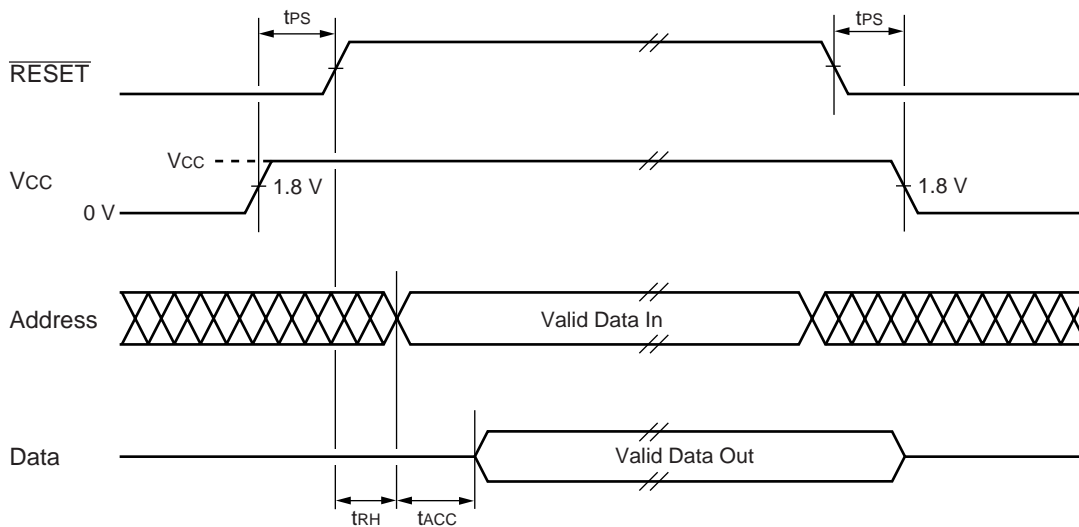 tPS
tPS
RESET
VCC
VCC
1.8 V
1.8 V
0 V
Address
Valid Data In
Data
Valid Data Out
tRH
tACC